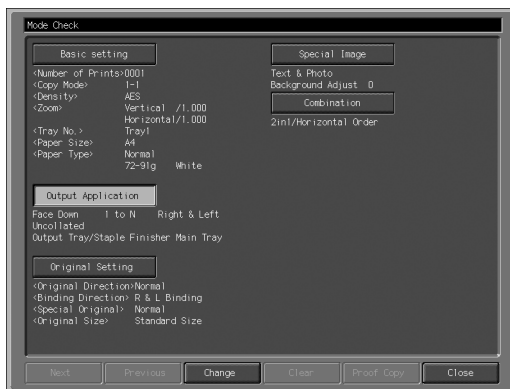 Mode Check
Basic setting
<Number of Prints>0001
<Copy Mode> 1-1
<Density> AES
<Zoom> Vertical /1.000
Horizontal/1.000
<Tray No.> Tray1
<Paper Size> A4
<Paper Type> Normal
72-91g White
Output Application
Face Down 1 to N Right & Left
Uncollated
Output Tray/Staple Finisher Main Tray
Original Setting
<Original Direction>Normal
<Binding Direction> R & L Binding
<Special Original> Normal
<Original Size> Standard Size
Special Image
Text & Photo
Background Adjust 0
Combination
2in1/Horizontal Order
Next Previous Change Clear Proof Copy Close